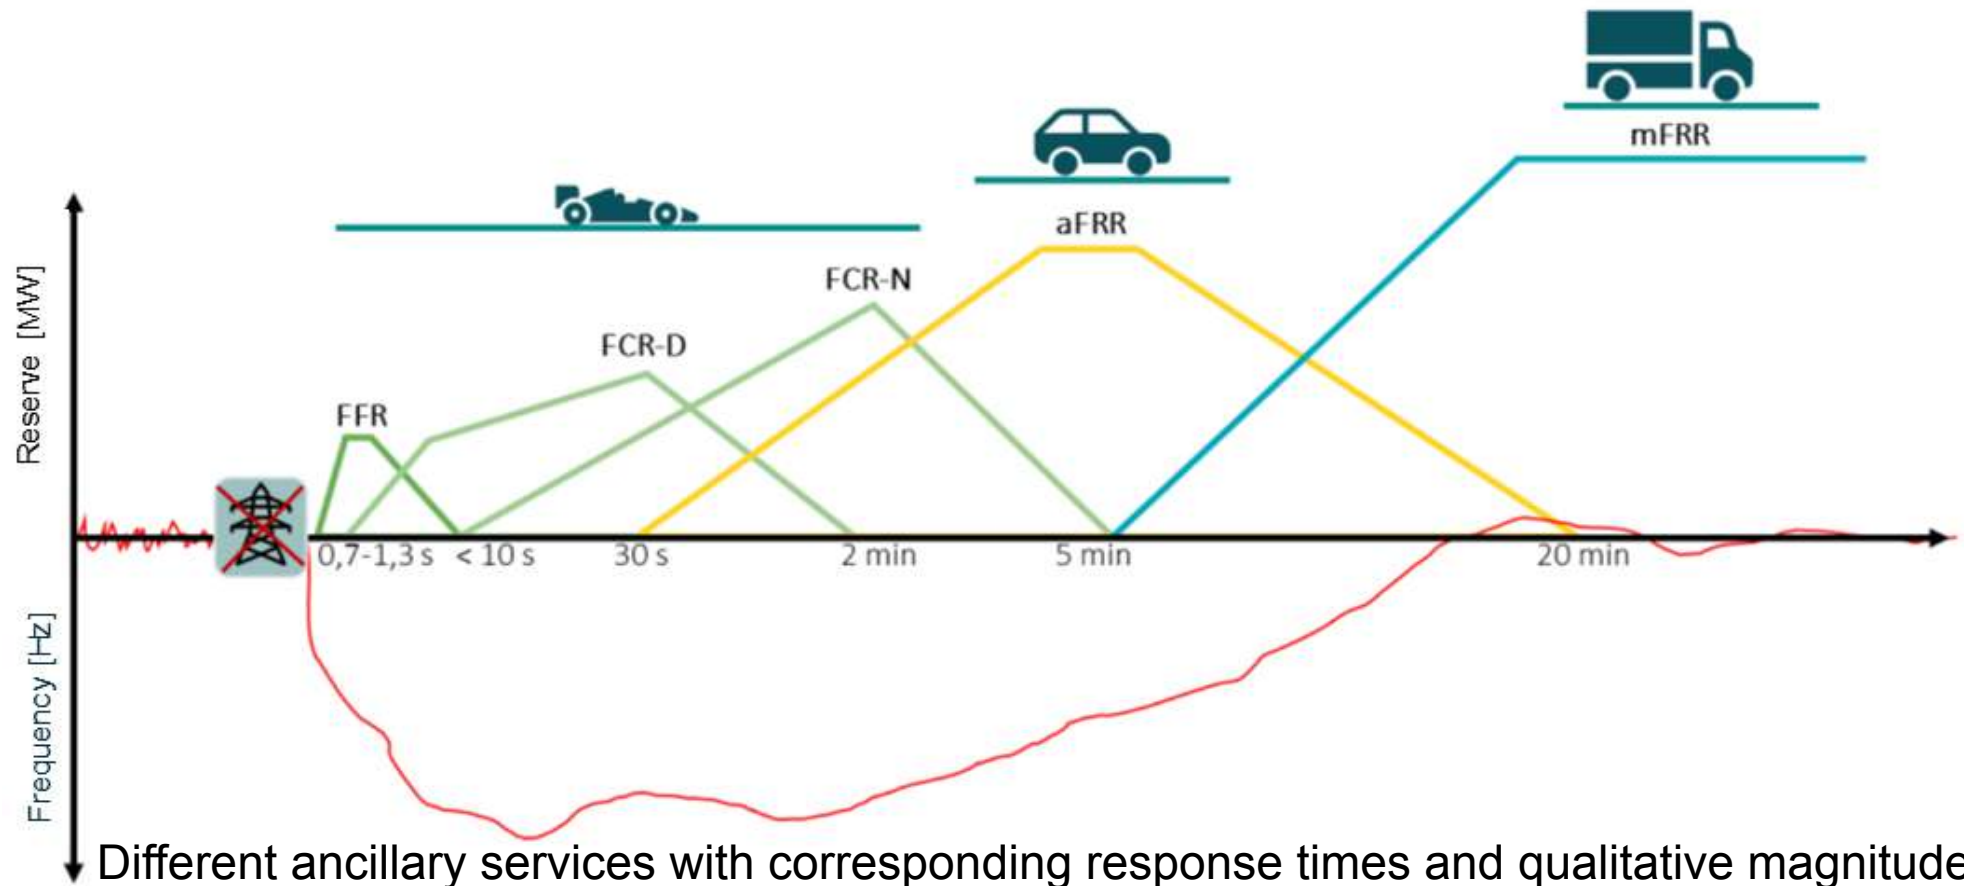 mFRR
aFRR
FCR-N
FCR-D
FFR
Reserve [MW]
0,7-1,3 s < 10 s 30 s 2 min 5 min 20 min
Frequency [Hz]
Different ancillary services with corresponding response times and qualitative magnitude